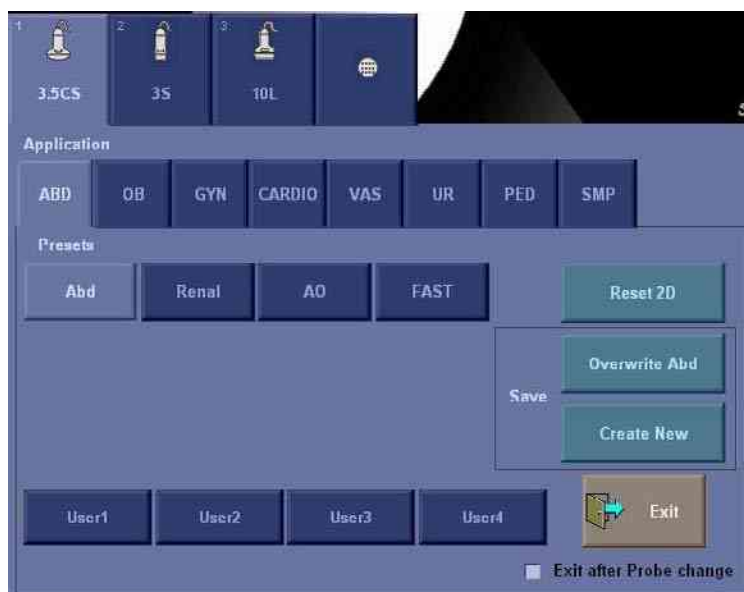 1 2 3
3.5CS 3S 10L
Application
ABD OB GYN CARDIO VAS UR PED SMP
Presets
Abd Renal AO FAST Reset 2D
Overwrite Abd
Save
Create New
User1 User2 User3 User4 Exit
Exit after Probe change